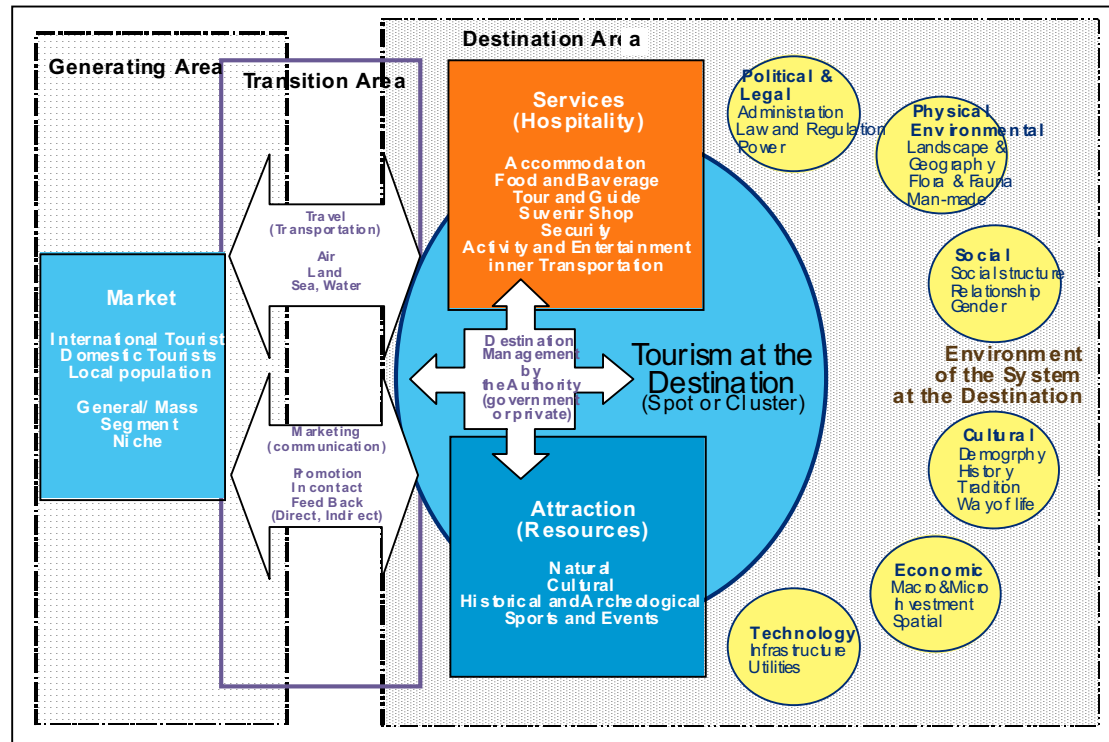 Generating Area
Transition Area
Destination Area
Market
International Tourist
Domestic Tourists
Local population
General/ Mass
Segment
Niche
Travel
(Transportation)
Air
Land
Sea, Water
Marketing
(communication)
Promotion
In contact
Feed Back
(Direct, Indirect)
Services
(Hospitality)
Accommodation
Food and Baverage
Tour and Guide
Suvenir Shop
Security
Activity and Entertainment
inner Transportation
Destination
Management
by
the Authority
(government
or private)
Tourism at the
Destination
(Spot or Cluster)
Attraction
(Resources)
Natural
Cultural
Historical and Archeological
Sports and Events
Political &
Legal
Administration
Law and Regulation
Power
Physical
Environmental
Landscape &
Geography
Flora & Fauna
Man-made
Social
Social structure
Relationship
Gender
Environment
of the System
at the Destination
Cultural
Demogrphy
History
Tradition
Way of life
Economic
Macro&Micro
Investment
Spatial
Technology
Infrastructure
Utilities